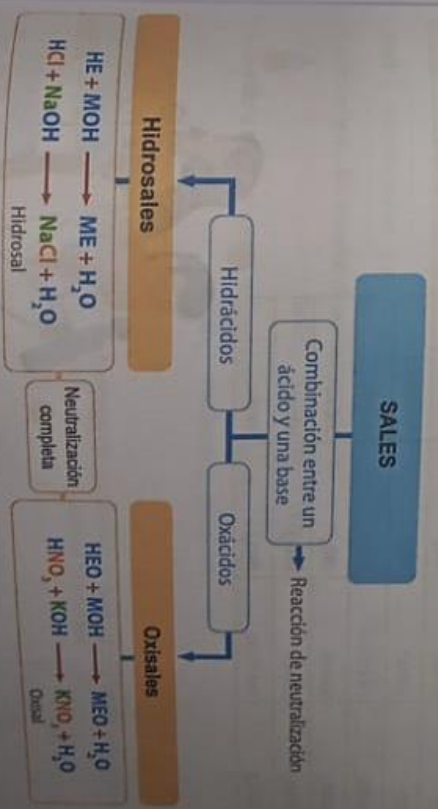 SALES
Combinación entre un
ácido y una base
Reacción de neutralización
Hidrácidos
Oxácidos
Hidrosales
HE + MOH → ME + H₂O
HCl + NaOH → NaCl + H₂O
Hidrosal
Neutralización
completa
Oxisales
HEO + MOH → MEO + H₂O
HNO₃ + KOH → KNO₃ + H₂O
Oxisal